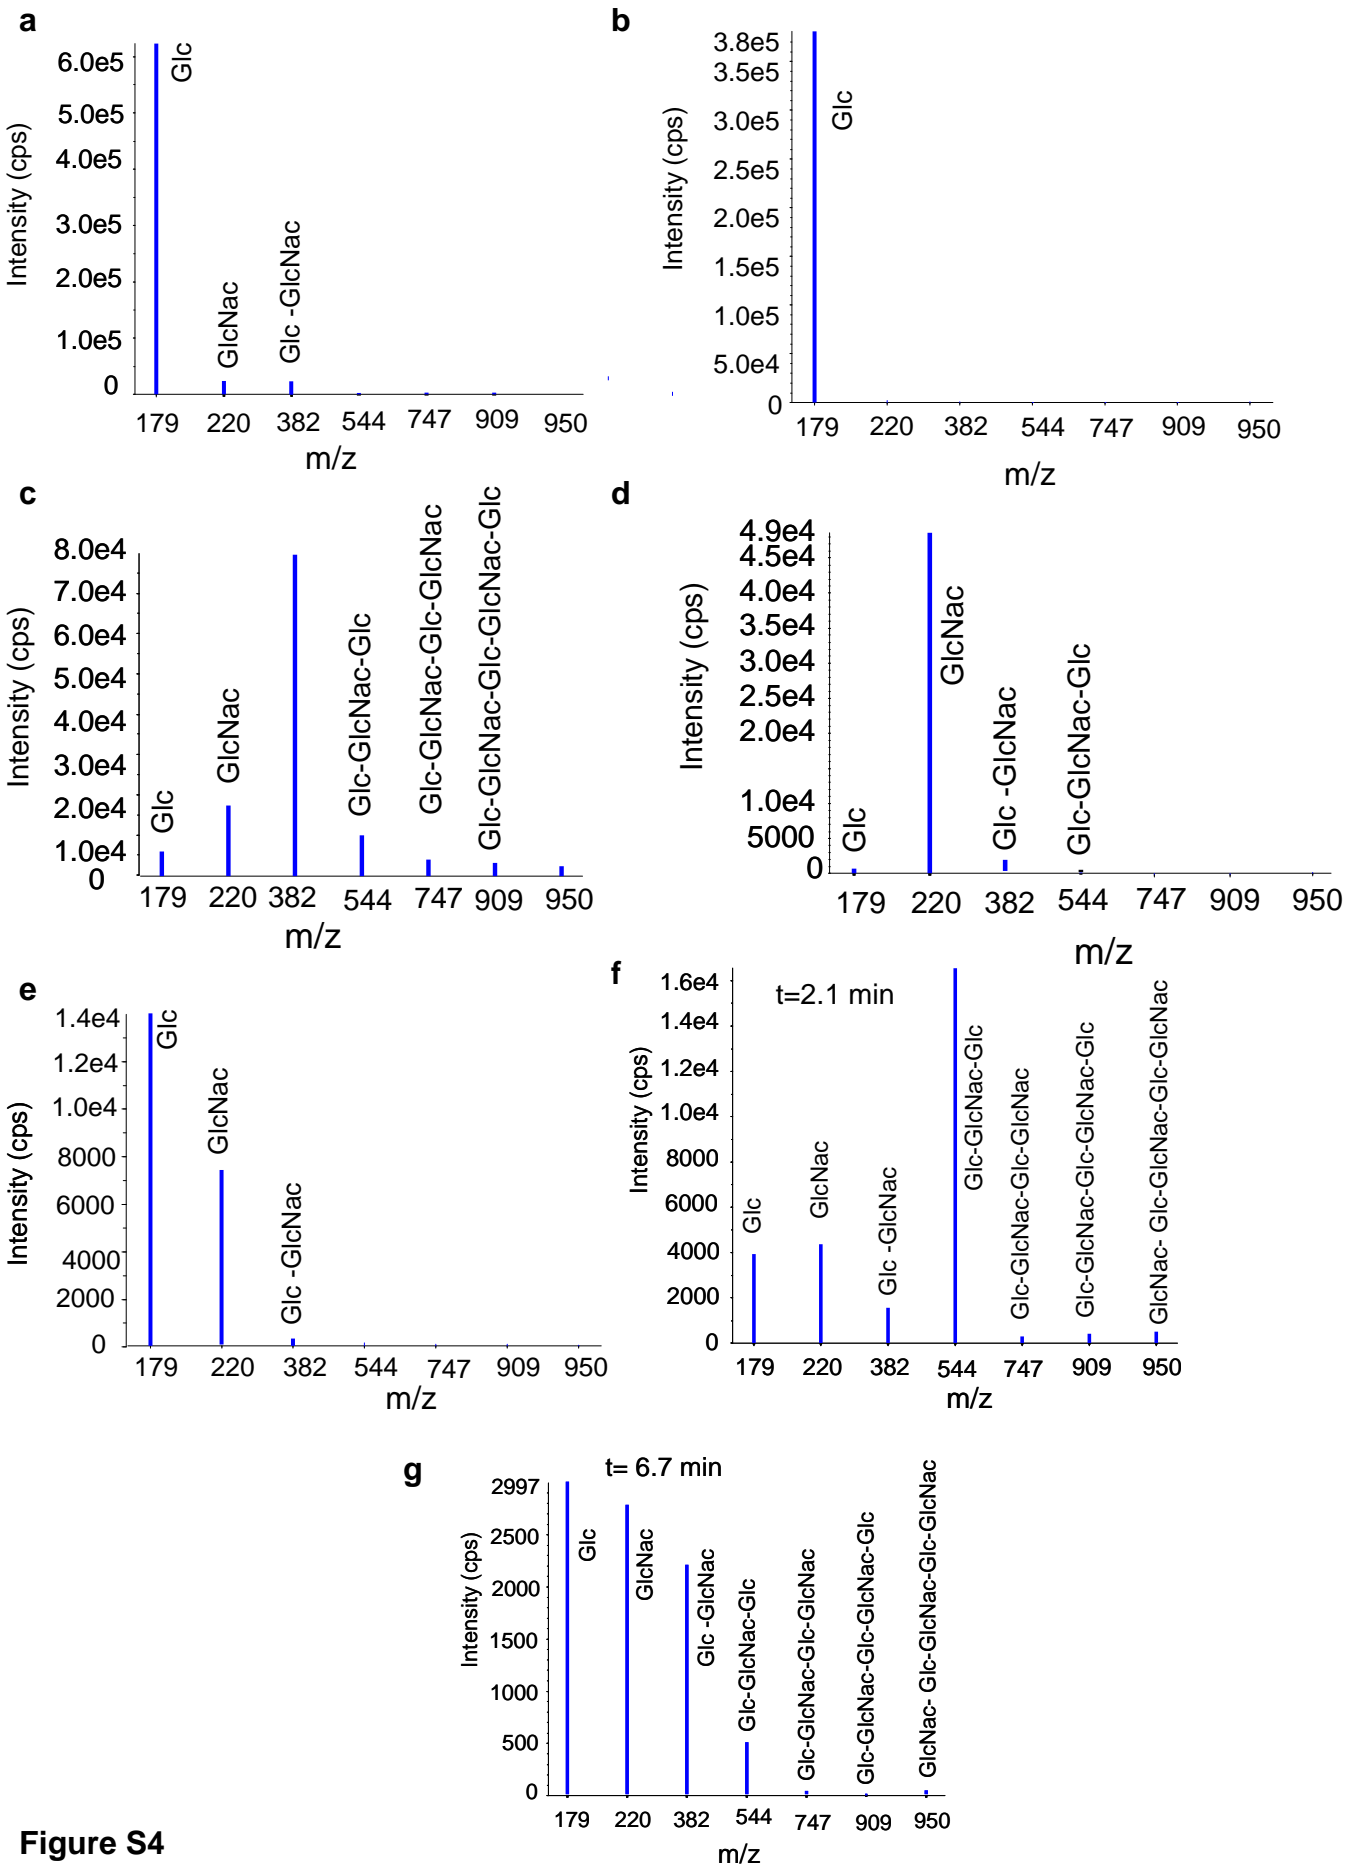 a
6.0e5
5.0e5
4.0e5
3.0e5
2.0e5
1.0e5
0
Intensity (cps)
Glc
GlcNac
Glc -GlcNac
179 220 382 544 747 909 950
m/z
b
3.8e5
3.5e5
3.0e5
2.5e5
2.0e5
1.5e5
1.0e5
5.0e4
0
Intensity (cps)
Glc
179 220 382 544 747 909 950
m/z
c
8.0e4
7.0e4
6.0e4
5.0e4
4.0e4
3.0e4
2.0e4
1.0e4
0
Intensity (cps)
Glc
GlcNac
Glc-GlcNac-Glc
Glc-GlcNac-Glc-GlcNac
Glc-GlcNac-Glc-GlcNac-Glc
179 220 382 544 747 909 950
m/z
d
4.9e4
4.5e4
4.0e4
3.5e4
3.0e4
2.5e4
2.0e4
1.0e4
5000
0
Intensity (cps)
Glc
GlcNac
Glc -GlcNac
Glc-GlcNac-Glc
179 220 382 544 747 909 950
m/z
e
1.4e4
1.2e4
1.0e4
8000
6000
4000
2000
0
Intensity (cps)
Glc
GlcNac
Glc -GlcNac
179 220 382 544 747 909 950
m/z
f
t=2.1 min
1.6e4
1.4e4
1.2e4
1.0e4
8000
6000
4000
2000
0
Intensity (cps)
Glc
GlcNac
Glc -GlcNac
Glc-GlcNac-Glc
Glc-GlcNac-Glc-GlcNac
Glc-GlcNac-Glc-GlcNac-Glc
GlcNac- Glc-GlcNac-Glc-GlcNac
179 220 382 544 747 909 950
m/z
g
t= 6.7 min
2997
2500
2000
1500
1000
500
0
Intensity (cps)
Glc
GlcNac
Glc -GlcNac
Glc-GlcNac-Glc
Glc-GlcNac-Glc-GlcNac
Glc-GlcNac-Glc-GlcNac-Glc
GlcNac- Glc-GlcNac-Glc-GlcNac
179 220 382 544 747 909 950
m/z
Figure S4